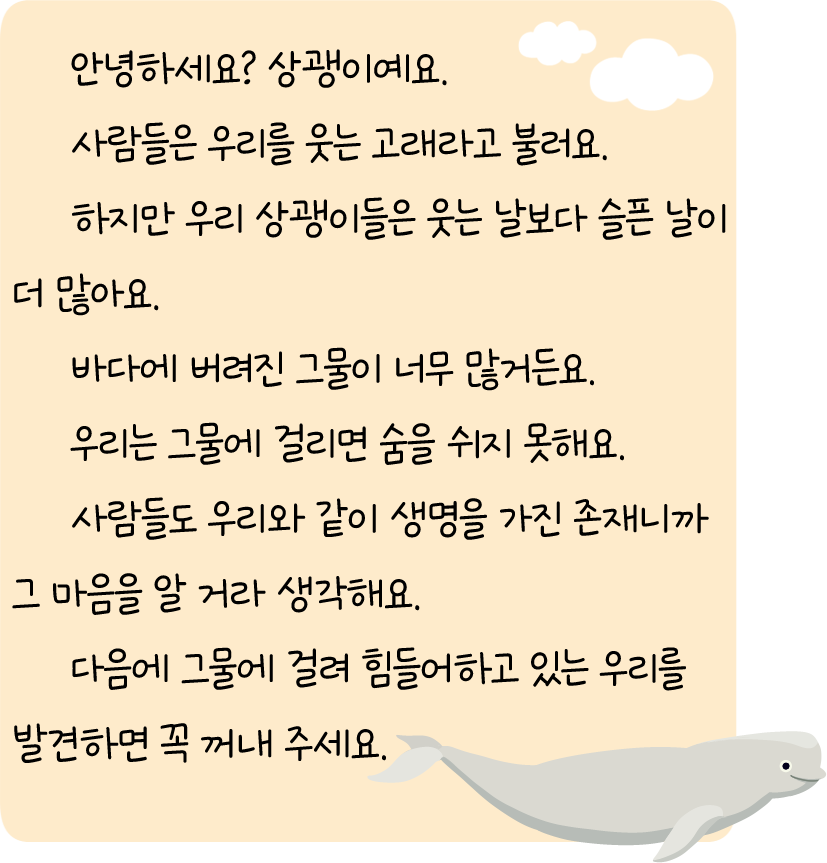 안녕하세요? 상괭이예요.
사람들은 우리를 웃는 고래라고 불러요.
하지만 우리 상괭이들은 웃는 날보다 슬픈 날이
더 많아요.
바다에 버려진 그물이 너무 많거든요.
우리는 그물에 걸리면 숨을 쉬지 못해요.
사람들도 우리와 같이 생명을 가진 존재니까
그 마음을 알 거라 생각해요.
다음에 그물에 걸려 힘들어하고 있는 우리를
발견하면 꼭 꺼내 주세요.